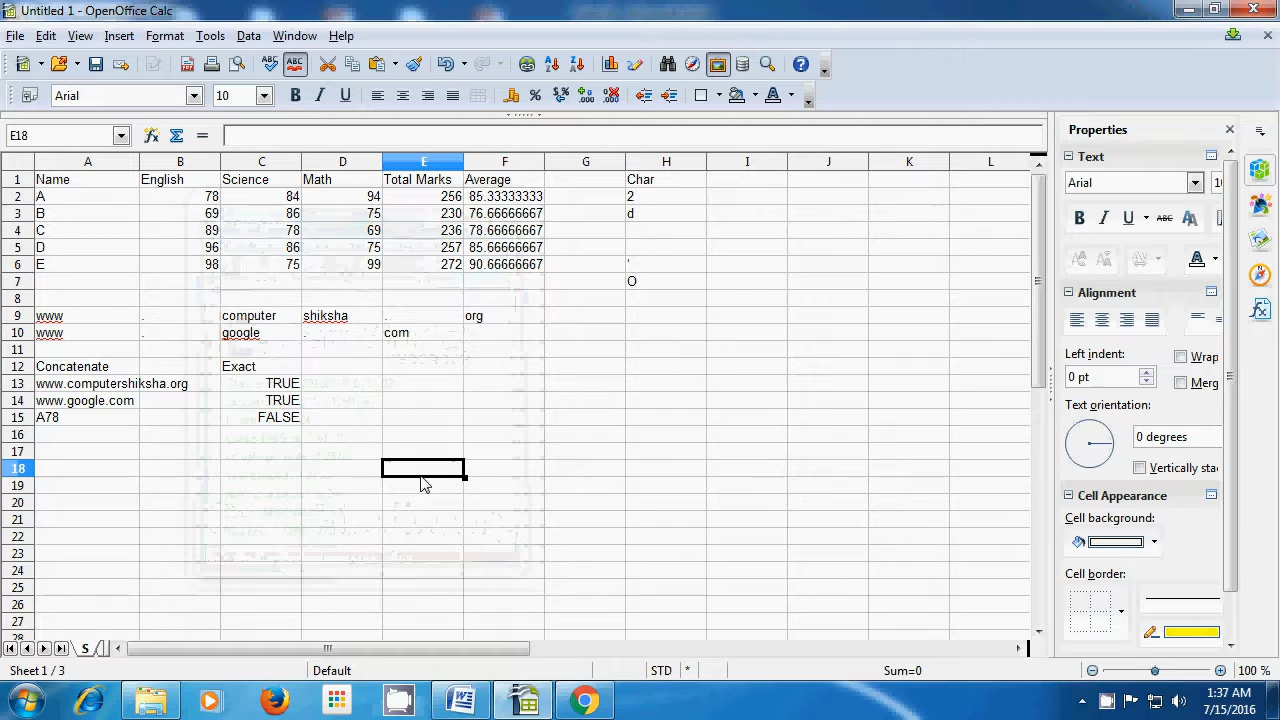 Untitled 1 - OpenOffice Calc
File Edit View Insert Format Tools Data Window Help
Arial 10
E18
A B C D E F G H I J K L
1 Name English Science Math Total Marks Average Char
2 A 78 84 94 256 85.33333333 2
3 B 69 86 75 230 76.66666667 d
4 C 89 78 69 236 78.66666667
5 D 96 86 75 257 85.66666667
6 E 98 75 99 272 90.66666667 '
7 O
8
9 www . computer shiksha . org
10 www . google . com
11
12 Concatenate Exact
13 www.computershiksha.org TRUE
14 www.google.com TRUE
15 A78 FALSE
16
17
18
19
20
21
22
23
24
25
26
27
28
Properties
Text
Arial 10
Alignment
Left indent: Wrap
0 pt Merg
Text orientation:
0 degrees
Vertically stac
Cell Appearance
Cell background:
Cell border:
S
Sheet 1 / 3 Default STD * Sum=0 100 %
1:37 AM
7/15/2016